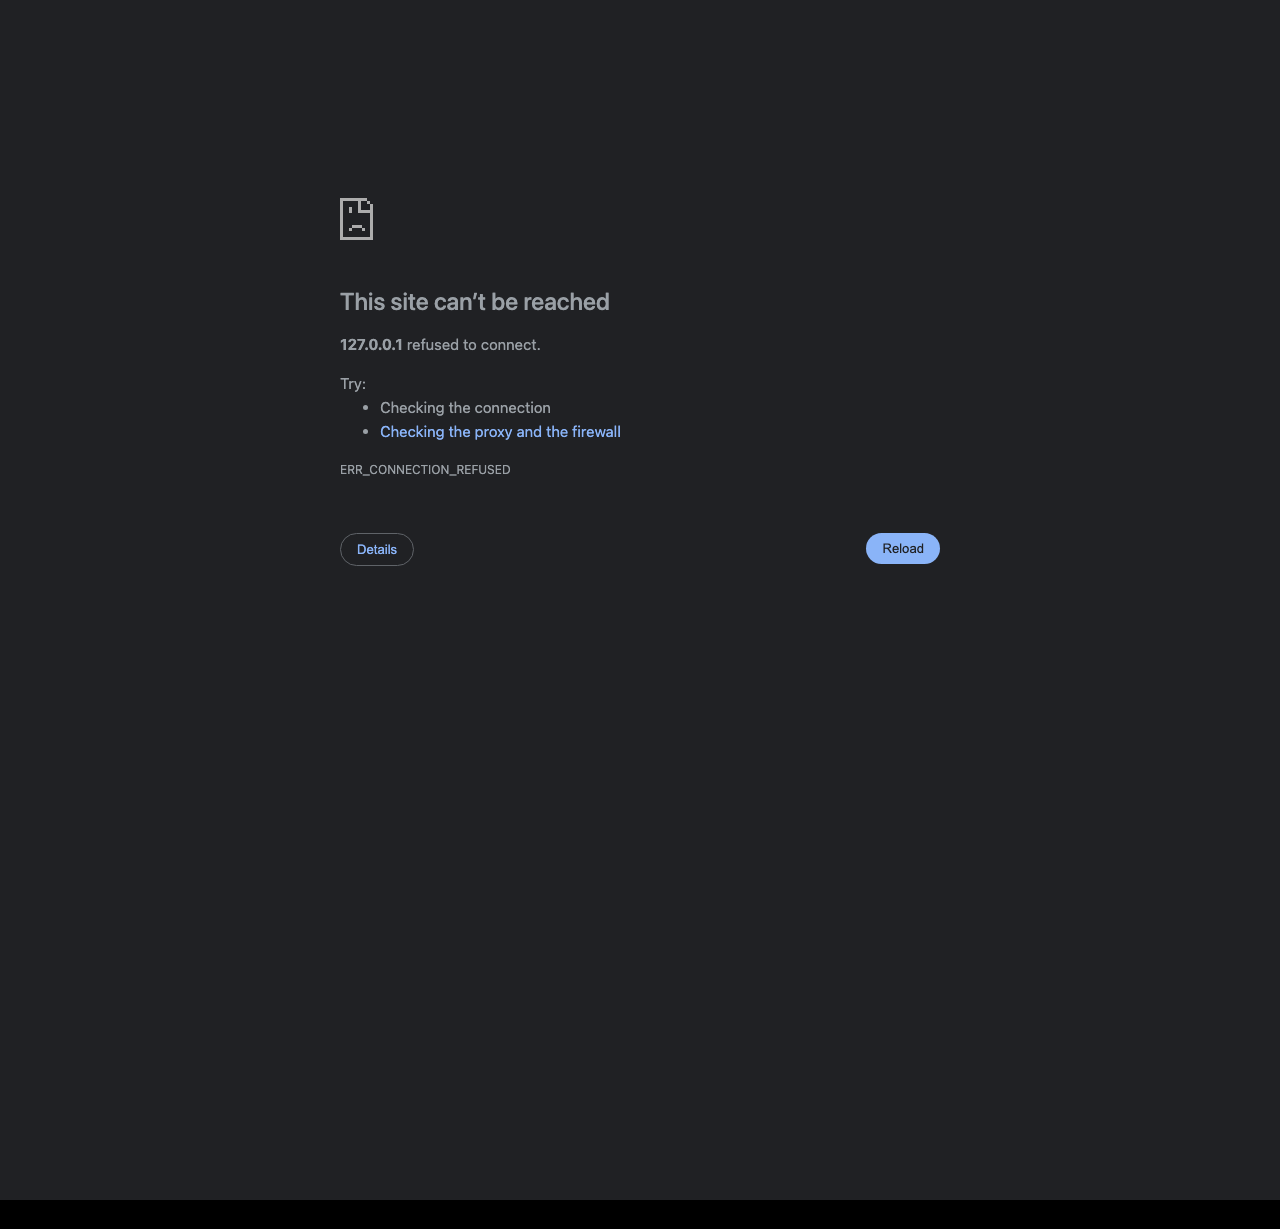 This site can’t be reached
127.0.0.1 refused to connect.
Try:
• Checking the connection
• Checking the proxy and the firewall
ERR_CONNECTION_REFUSED
Details
Reload